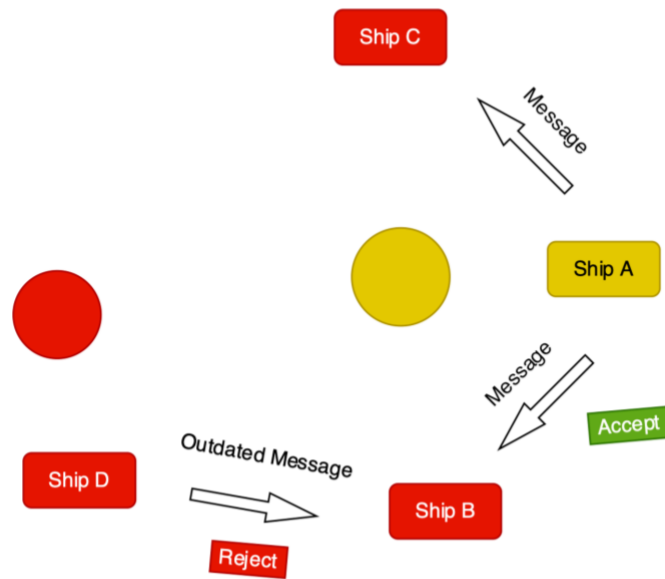 Ship C
Message
Ship A
Message
Accept
Outdated Message
Ship D
Ship B
Reject